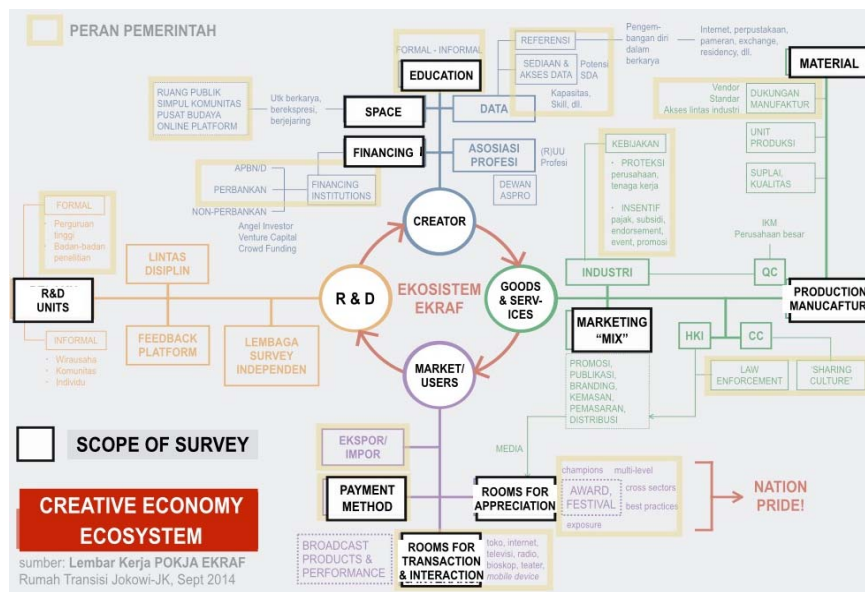 PERAN PEMERINTAH
FORMAL - INFORMAL
EDUCATION
REFERENSI
Pengem-
bangan diri
dalam
berkarya
Internet, perpustakaan,
pameran, exchange,
residency, dll.
MATERIAL
SEDIAAN &
AKSES DATA
Potensi
SDA
Kapasitas,
Skill, dll.
RUANG PUBLIK
SIMPUL KOMUNITAS
PUSAT BUDAYA
ONLINE PLATFORM
Utk berkarya,
berekspresi,
berjejaring
SPACE
DATA
Vendor
Standar
Akses lintas industri
DUKUNGAN
MANUFAKTUR
FINANCING
ASOSIASI
PROFESI
(R)UU
Profesi
KEBIJAKAN
UNIT
PRODUKSI
APBN/D
PERBANKAN
NON-PERBANKAN
FINANCING
INSTITUTIONS
DEWAN
ASPRO
• PROTEKSI
perusahaan,
tenaga kerja
• INSENTIF
pajak, subsidi,
endorsement,
event, promosi
SUPLAI,
KUALITAS
Angel Investor
Venture Capital
Crowd Funding
CREATOR
FORMAL
• Perguruan
tinggi
• Badan-badan
penelitian
IKM
Perusahaan besar
LINTAS
DISIPLIN
INDUSTRI
QC
R&D
UNITS
R & D
EKOSISTEM
EKRAF
GOODS
& SERV-
ICES
PRODUCTION
MANUCAFTUR
MARKETING
"MIX"
HKI
CC
INFORMAL
• Wirausaha
• Komunitas
• Individu
FEEDBACK
PLATFORM
LEMBAGA
SURVEY
INDEPENDEN
MARKET/
USERS
PROMOSI,
PUBLIKASI,
BRANDING,
KEMASAN,
PEMASARAN,
DISTRIBUSI
LAW
ENFORCEMENT
'SHARING
CULTURE"
SCOPE OF SURVEY
EKSPOR/
IMPOR
MEDIA
PAYMENT
METHOD
ROOMS FOR
APPRECIATION
champions
multi-level
AWARD,
FESTIVAL
cross sectors
best practices
exposure
NATION
PRIDE!
CREATIVE ECONOMY
ECOSYSTEM
BROADCAST
PRODUCTS &
PERFORMANCE
ROOMS FOR
TRANSACTION
& INTERACTION
toko, internet,
televisi, radio,
bioskop, teater,
mobile device
sumber: Lembar Kerja POKJA EKRAF
Rumah Transisi Jokowi-JK, Sept 2014